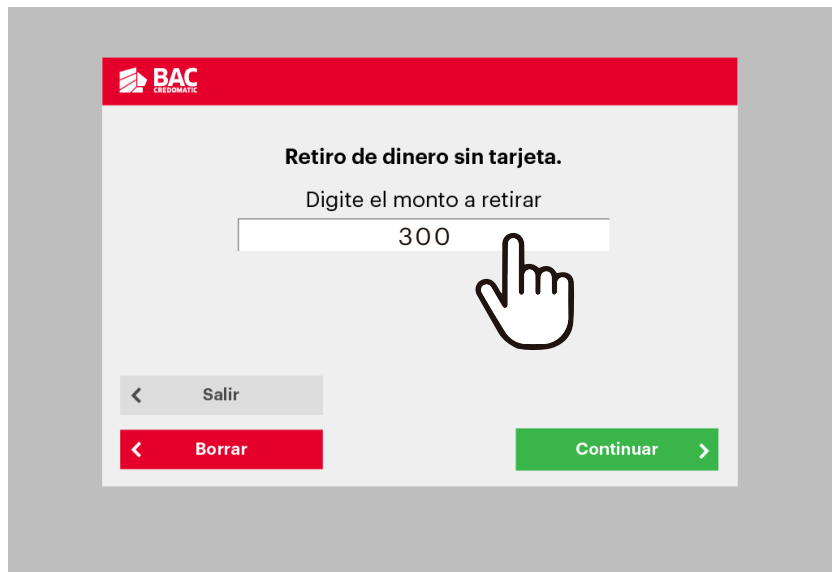 BAC
CREDOMATIC
Retiro de dinero sin tarjeta.
Digite el monto a retirar
300
Salir
Borrar
Continuar